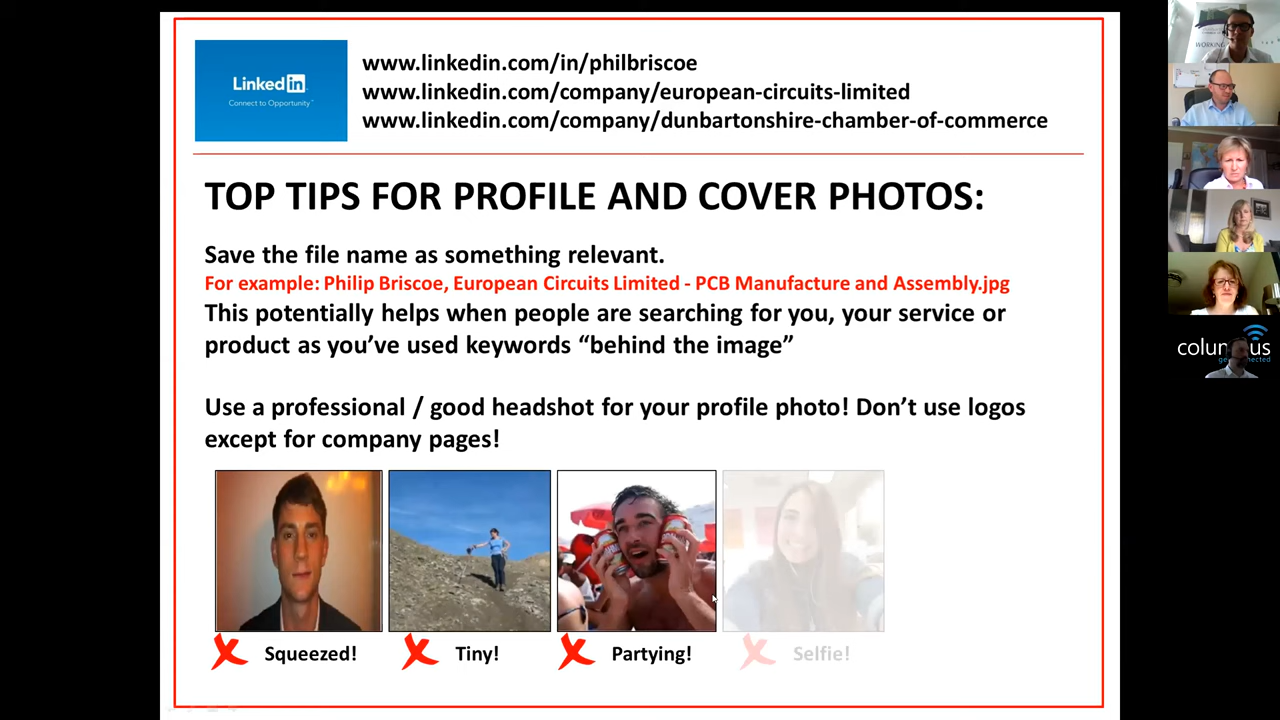 Linked in
Connect to Opportunity™
www.linkedin.com/in/philbriscoe
www.linkedin.com/company/european-circuits-limited
www.linkedin.com/company/dunbartonshire-chamber-of-commerce
TOP TIPS FOR PROFILE AND COVER PHOTOS:
Save the file name as something relevant.
For example: Philip Briscoe, European Circuits Limited - PCB Manufacture and Assembly.jpg
This potentially helps when people are searching for you, your service or
product as you’ve used keywords “behind the image”
Use a professional / good headshot for your profile photo! Don’t use logos
except for company pages!
Squeezed!
Tiny!
Partying!
Selfie!
WORKING